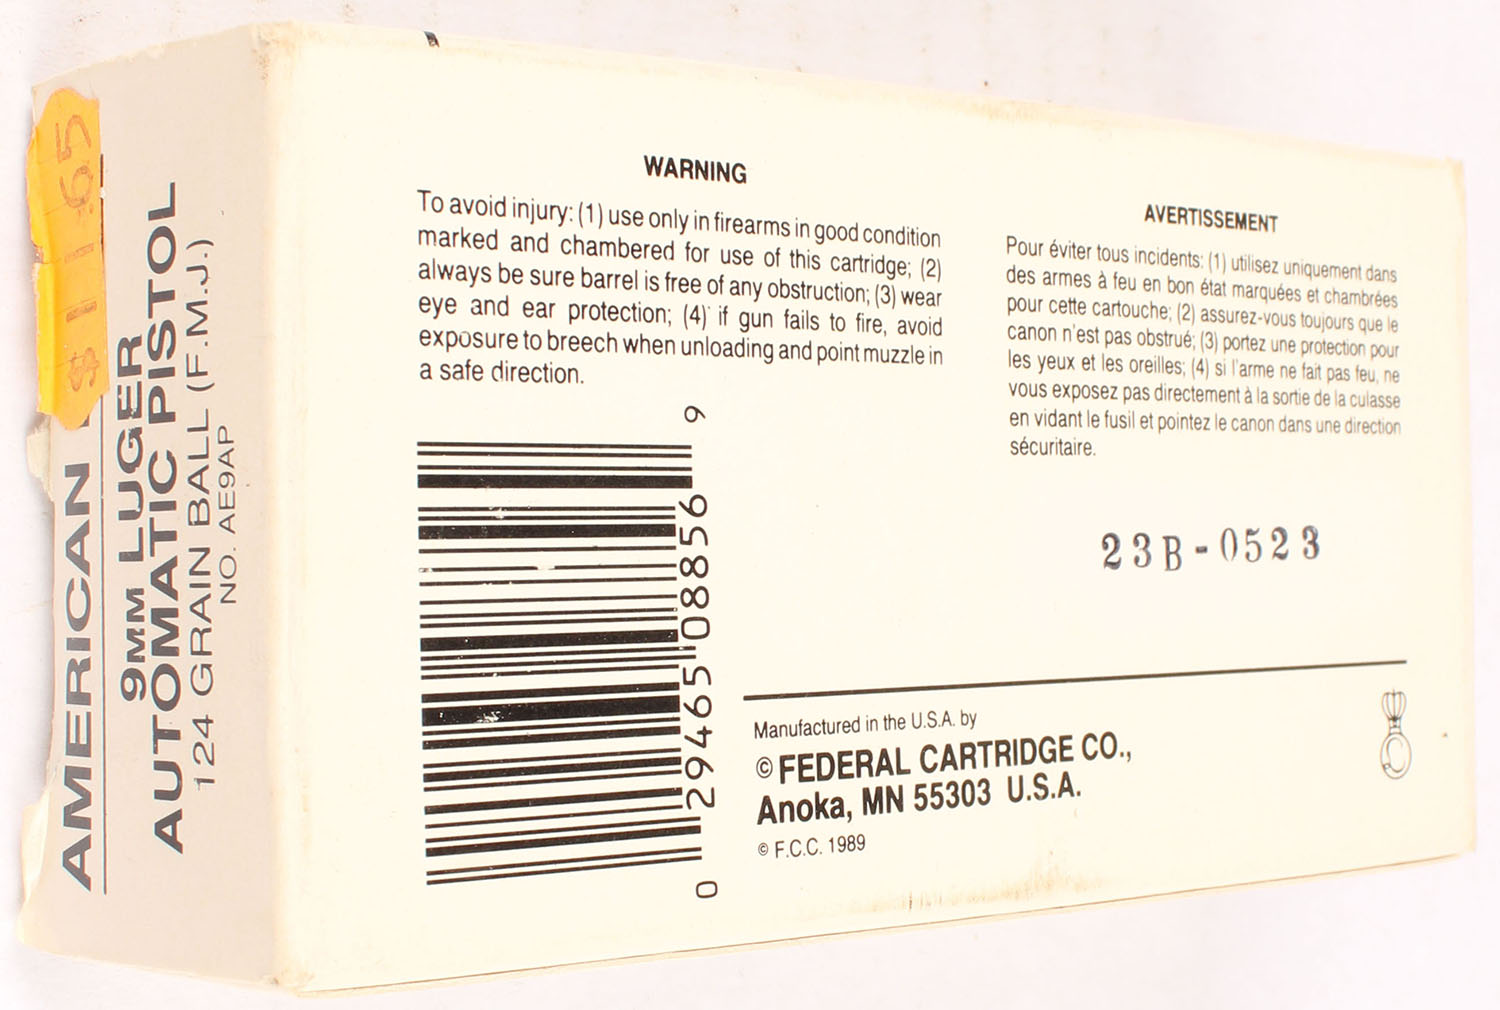 $11.65
AMERICAN
9MM LUGER
AUTOMATIC PISTOL
124 GRAIN BALL (F.M.J.)
NO. AE9AP
WARNING
To avoid injury: (1) use only in firearms in good condition
marked and chambered for use of this cartridge; (2)
always be sure barrel is free of any obstruction; (3) wear
eye and ear protection; (4) if gun fails to fire, avoid
exposure to breech when unloading and point muzzle in
a safe direction.
AVERTISSEMENT
Pour éviter tous incidents: (1) utilisez uniquement dans
des armes à feu en bon état marquées et chambrées
pour cette cartouche; (2) assurez-vous toujours que le
canon n'est pas obstrué; (3) portez une protection pour
les yeux et les oreilles; (4) si l'arme ne fait pas feu, ne
vous exposez pas directement à la sortie de la culasse
en vidant le fusil et pointez le canon dans une direction
sécuritaire.
0 29465 08856 9
23B-0523
Manufactured in the U.S.A. by
© FEDERAL CARTRIDGE CO.,
Anoka, MN 55303 U.S.A.
© F.C.C. 1989